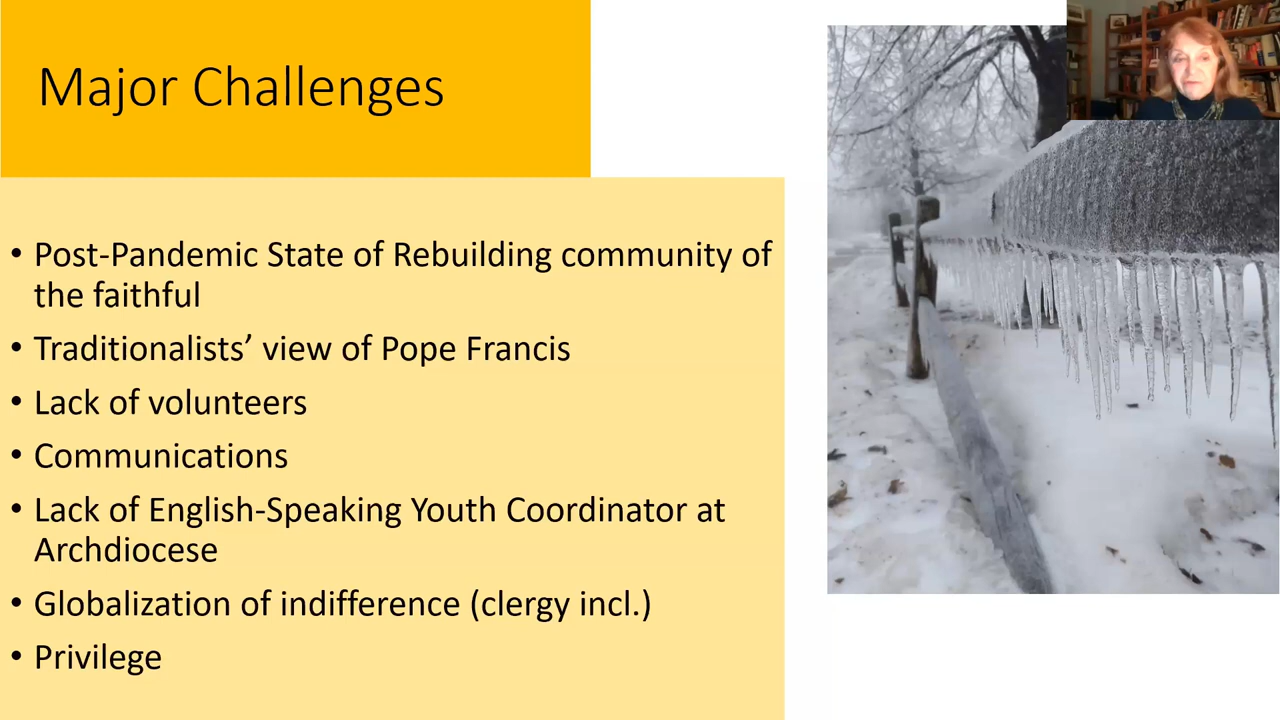 Major Challenges
• Post-Pandemic State of Rebuilding community of
the faithful
• Traditionalists’ view of Pope Francis
• Lack of volunteers
• Communications
• Lack of English-Speaking Youth Coordinator at
Archdiocese
• Globalization of indifference (clergy incl.)
• Privilege